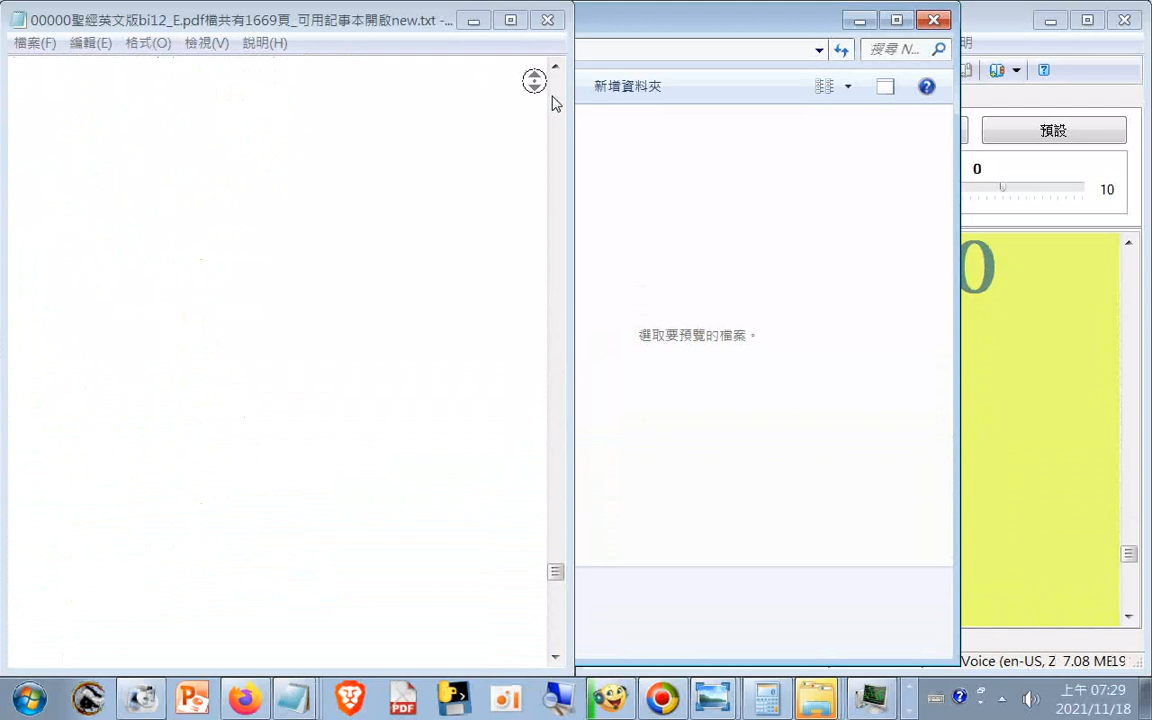 00000聖經英文版bi12_E.pdf檔共有1669頁_可用記事本開啟new.txt -...
檔案(F) 編輯(E) 格式(O) 檢視(V) 說明(H)
搜尋 N...
明
新增資料夾
預設
0
10
0
選取要預覽的檔案。
Voice (en-US, Z 7.08 ME19
PDF
上午 07:29
2021/11/18